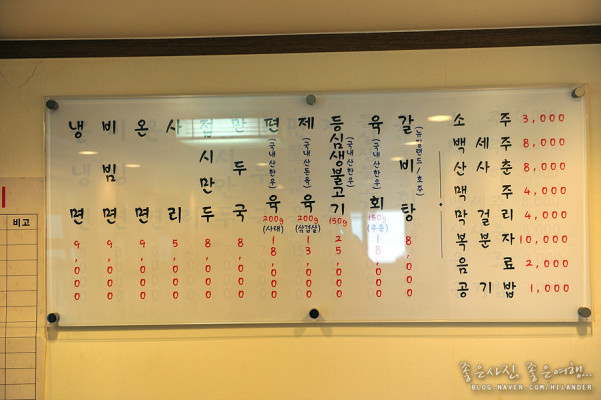 냉면 9,000
비빔면 9,000
온면 9,000
사리 5,000
접시만두 8,000
만두국 8,000
편육 (국내산한우) 200g (사태) 18,000
제육 (국내산돈육) 200g (삼겹살) 13,000
등심생불고기 (국내산한우) 150g 25,000
육회 (국내산한우) 150g (우둔) 18,000
갈비탕 (뉴질랜드/호주) 8,000
소주 3,000
백세주 8,000
산사춘 8,000
맥주 4,000
막걸리 4,000
복분자 10,000
음료 2,000
공기밥 1,000
비고
좋은사진, 좋은여행...
BLOG.NAVER.COM/HILANDER